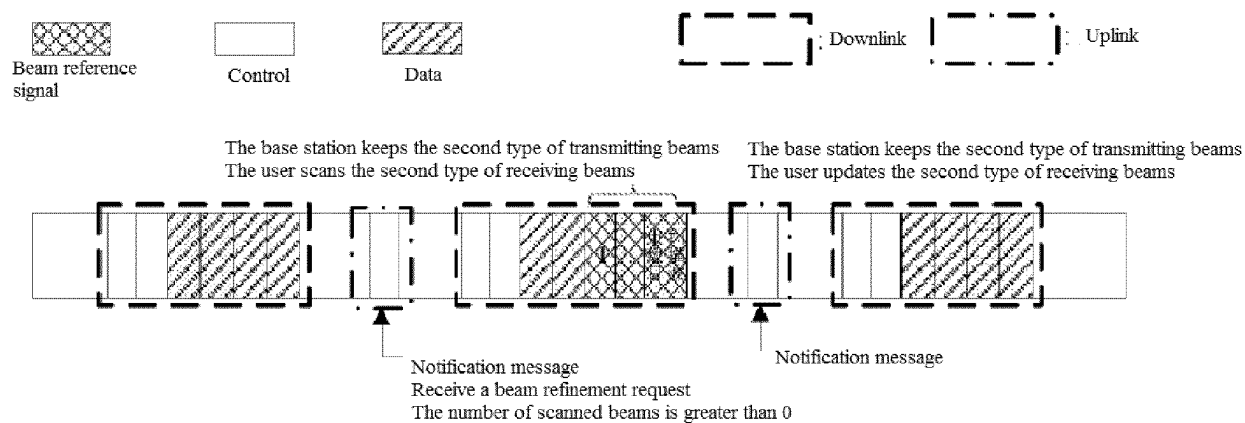 Beam reference
signal
Control
Data
: Downlink
: Uplink
The base station keeps the second type of transmitting beams
The user scans the second type of receiving beams
The base station keeps the second type of transmitting beams
The user updates the second type of receiving beams
Notification message
Receive a beam refinement request
The number of scanned beams is greater than 0
Notification message